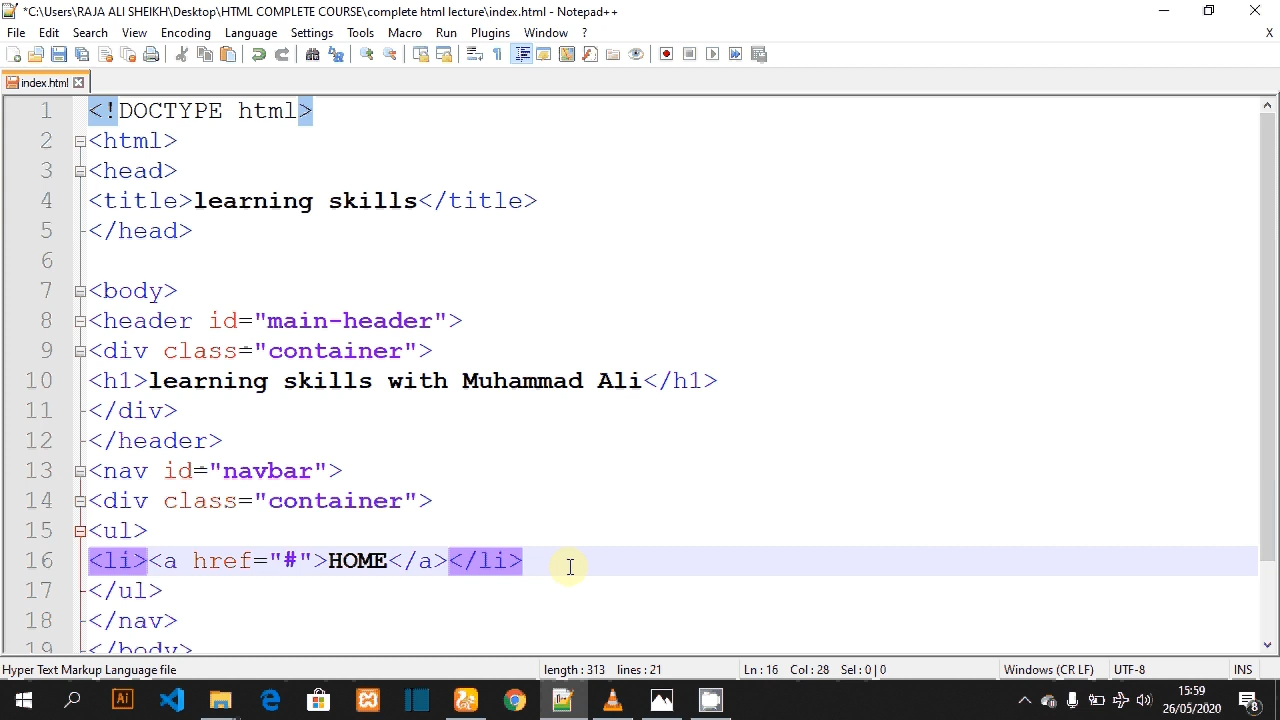 *C:\Users\RAJA ALI SHEIKH\Desktop\HTML COMPLETE COURSE\complete html lecture\index.html - Notepad++
File Edit Search View Encoding Language Settings Tools Macro Run Plugins Window ? X
index.html
1 <!DOCTYPE html>
2 <html>
3 <head>
4 <title>learning skills</title>
5 </head>
6
7 <body>
8 <header id="main-header">
9 <div class="container">
10 <h1>learning skills with Muhammad Ali</h1>
11 </div>
12 </header>
13 <nav id="navbar">
14 <div class="container">
15 <ul>
16 <li><a href="#">HOME</a></li>
17 </ul>
18 </nav>
19 </body>
Hyper Text Markup Language file length : 313 lines : 21 Ln : 16 Col : 28 Sel : 0 | 0 Windows (CR LF) UTF-8 INS
Ai
15:59
26/05/2020
8